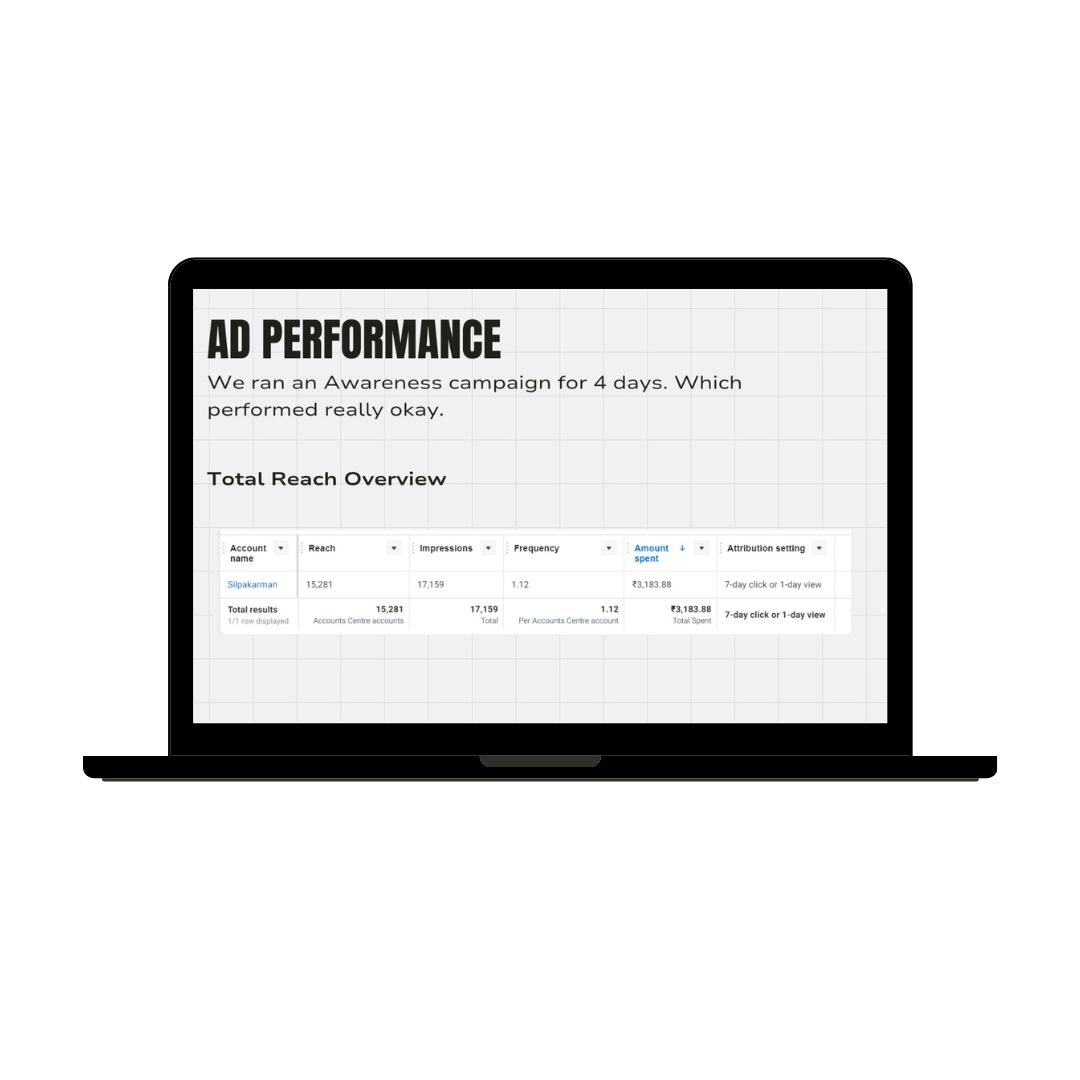 AD PERFORMANCE
We ran an Awareness campaign for 4 days. Which
performed really okay.
Total Reach Overview
Account name Reach Impressions Frequency Amount spent ↓ Attribution setting
Silpakarman 15,281 17,159 1.12 ₹3,183.88 7-day click or 1-day view
Total results 15,281 17,159 1.12 ₹3,183.88 7-day click or 1-day view
1/1 row displayed Accounts Centre accounts Total Per Accounts Centre account Total Spent